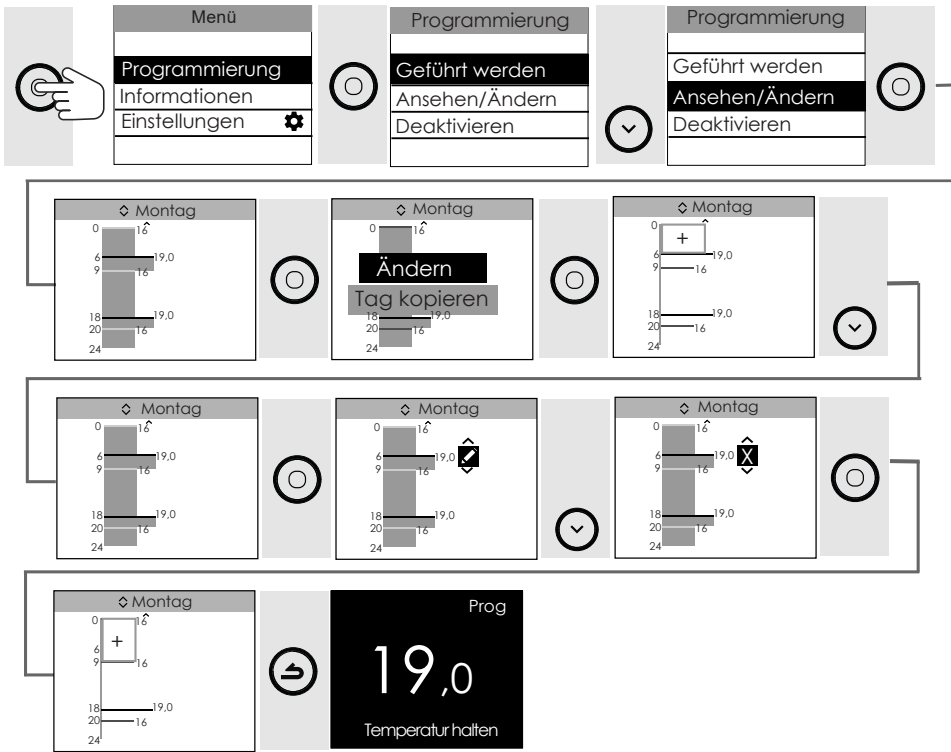 Menü
Programmierung
Informationen
Einstellungen
Programmierung
Geführt werden
Ansehen/Ändern
Deaktivieren
Programmierung
Geführt werden
Ansehen/Ändern
Deaktivieren
Montag
0 16
6 19,0
9 16
18 19,0
20 16
24
Montag
0 16
Ändern
Tag kopieren
18 19,0
20 16
24
Montag
0 16
+
6 19,0
9 16
18 19,0
20 16
24
Montag
0 16
6 19,0
9 16
18 19,0
20 16
24
Montag
0 16
6 19,0
9 16
18 19,0
20 16
24
Montag
0 16
6 19,0 X
9 16
18 19,0
20 16
24
Montag
0 16
+
6
9 16
18 19,0
20 16
24
Prog
19,0
Temperatur halten